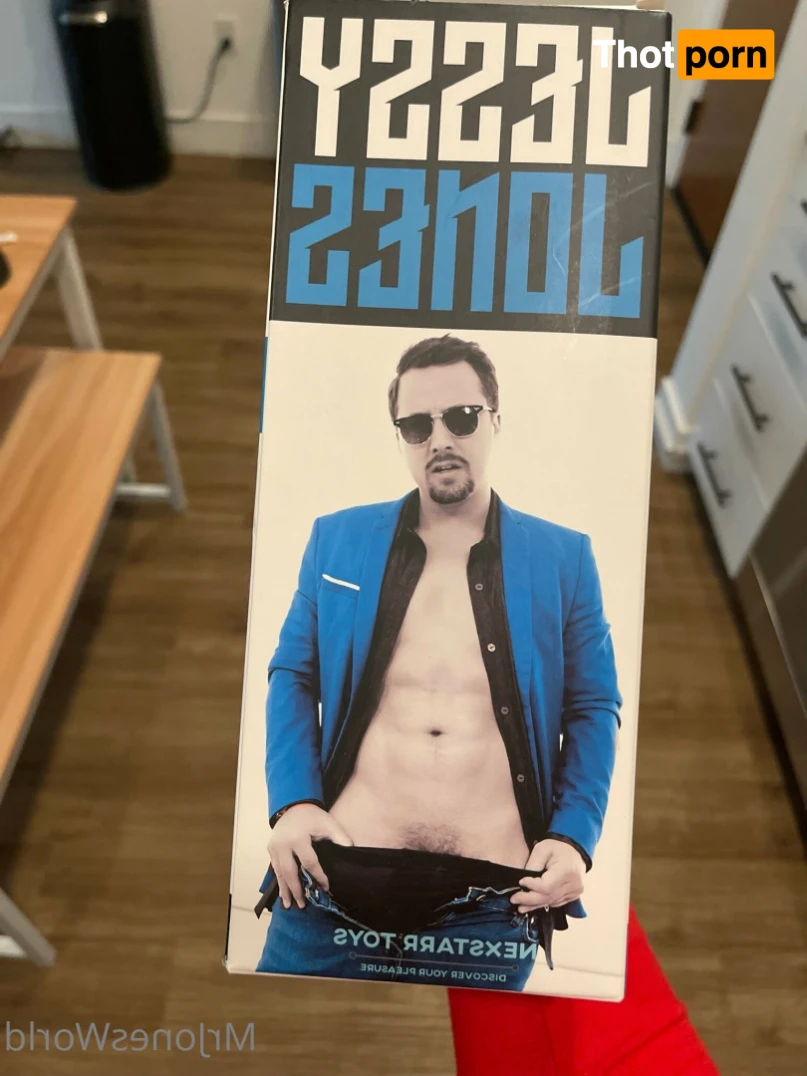 Thot porn
JESSY
JONES
NEXSTARR TOYS
DISCOVER YOUR PLEASURE
MrJonesWorld